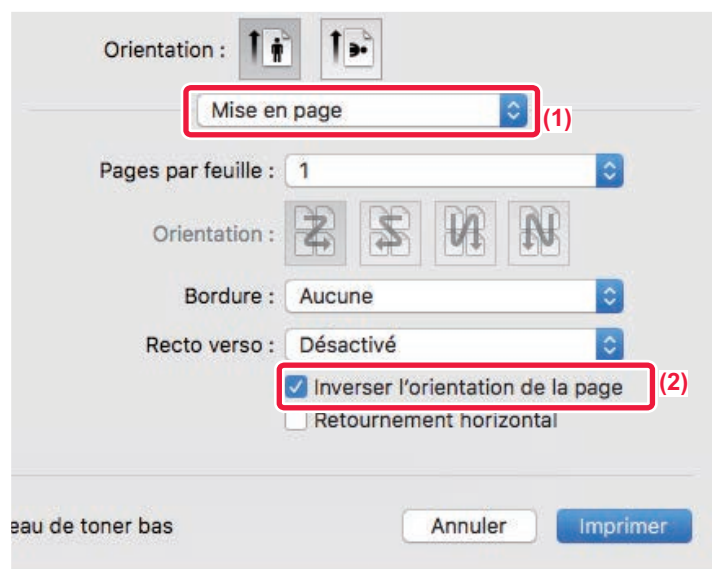 Orientation :
Mise en page
(1)
Pages par feuille : 1
Orientation :
Bordure : Aucune
Recto verso : Désactivé
Inverser l'orientation de la page
(2)
Retournement horizontal
eau de toner bas
Annuler
Imprimer